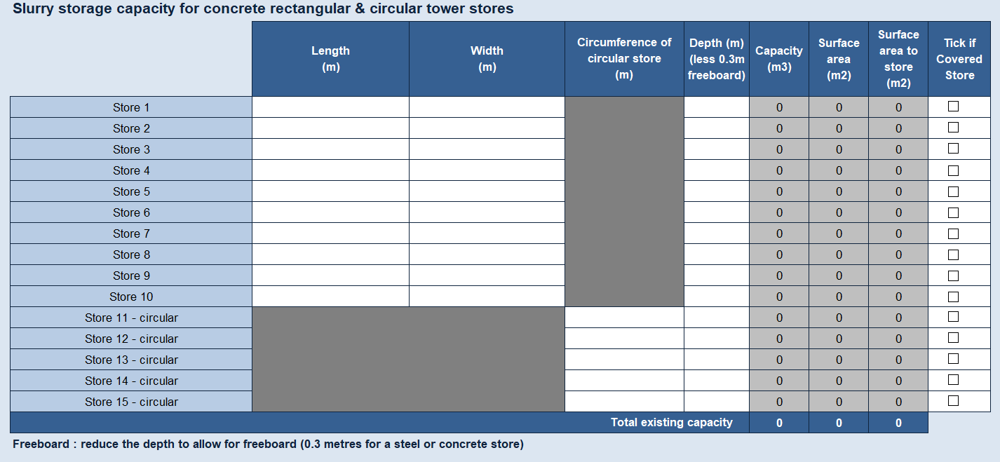 Slurry storage capacity for concrete rectangular & circular tower stores
Length
(m)
Width
(m)
Circumference of
circular store
(m)
Depth (m)
(less 0.3m
freeboard)
Capacity
(m3)
Surface
area
(m2)
Surface
area to
store
(m2)
Tick if
Covered
Store
Store 1 0 0 0
Store 2 0 0 0
Store 3 0 0 0
Store 4 0 0 0
Store 5 0 0 0
Store 6 0 0 0
Store 7 0 0 0
Store 8 0 0 0
Store 9 0 0 0
Store 10 0 0 0
Store 11 - circular 0 0 0
Store 12 - circular 0 0 0
Store 13 - circular 0 0 0
Store 14 - circular 0 0 0
Store 15 - circular 0 0 0
Total existing capacity 0 0 0
Freeboard : reduce the depth to allow for freeboard (0.3 metres for a steel or concrete store)